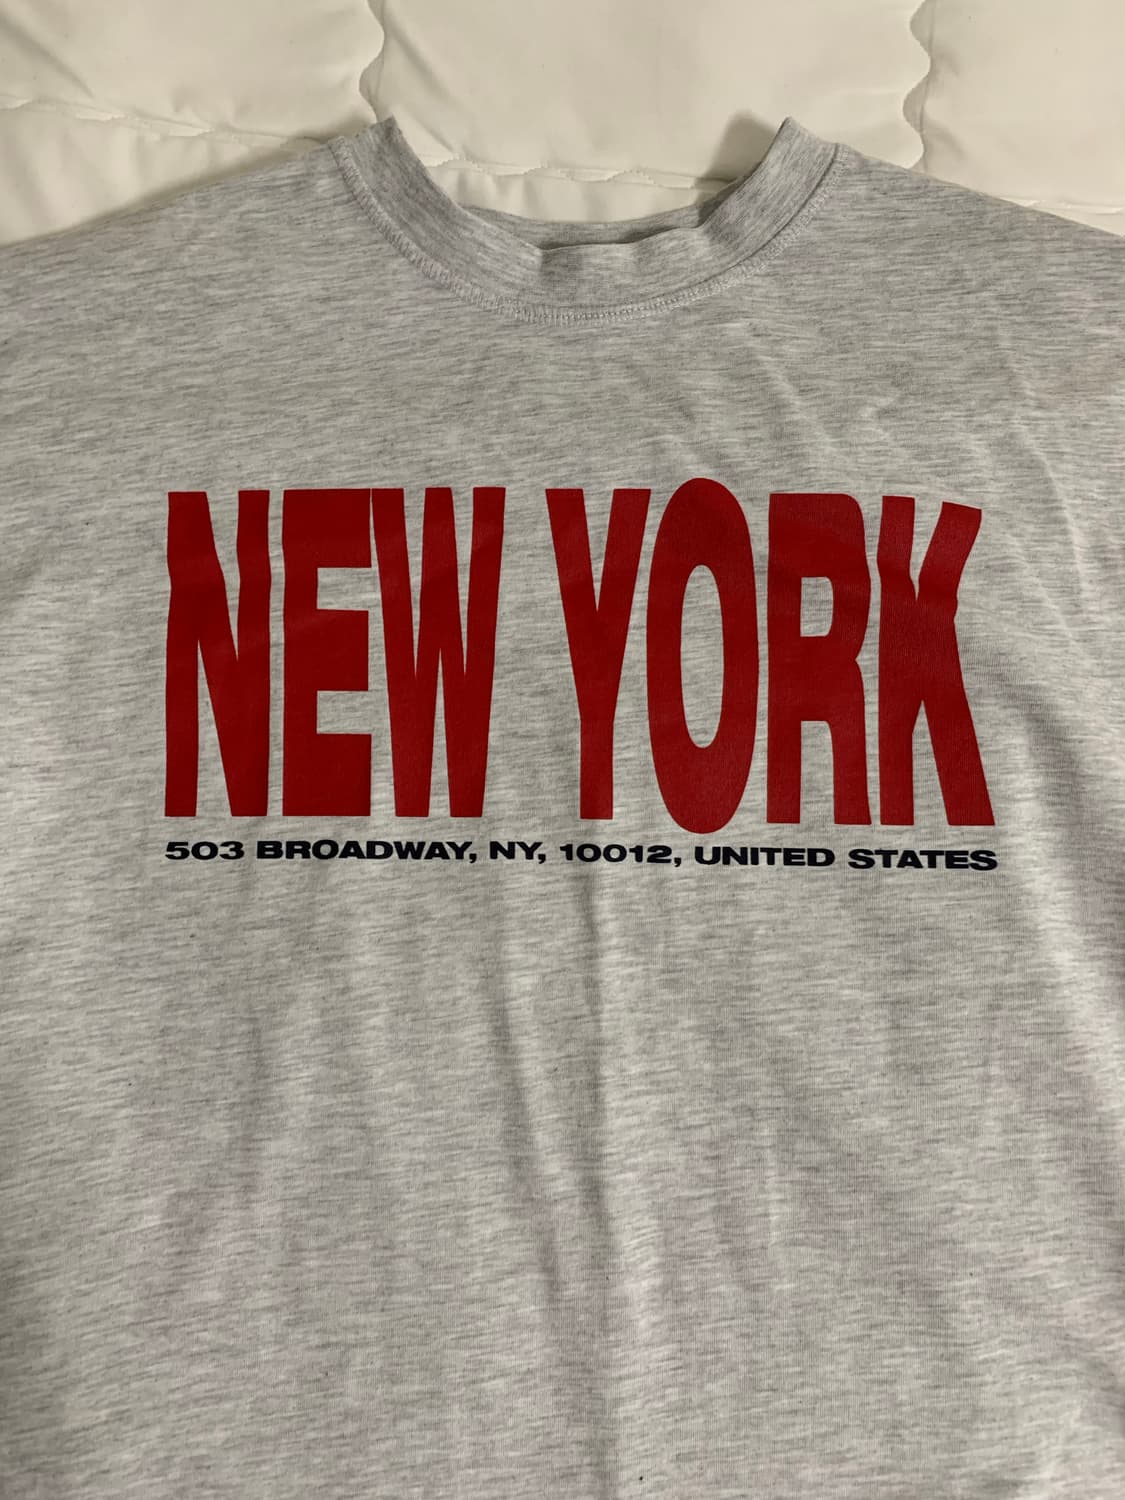 NEW YORK
503 BROADWAY, NY, 10012, UNITED STATES